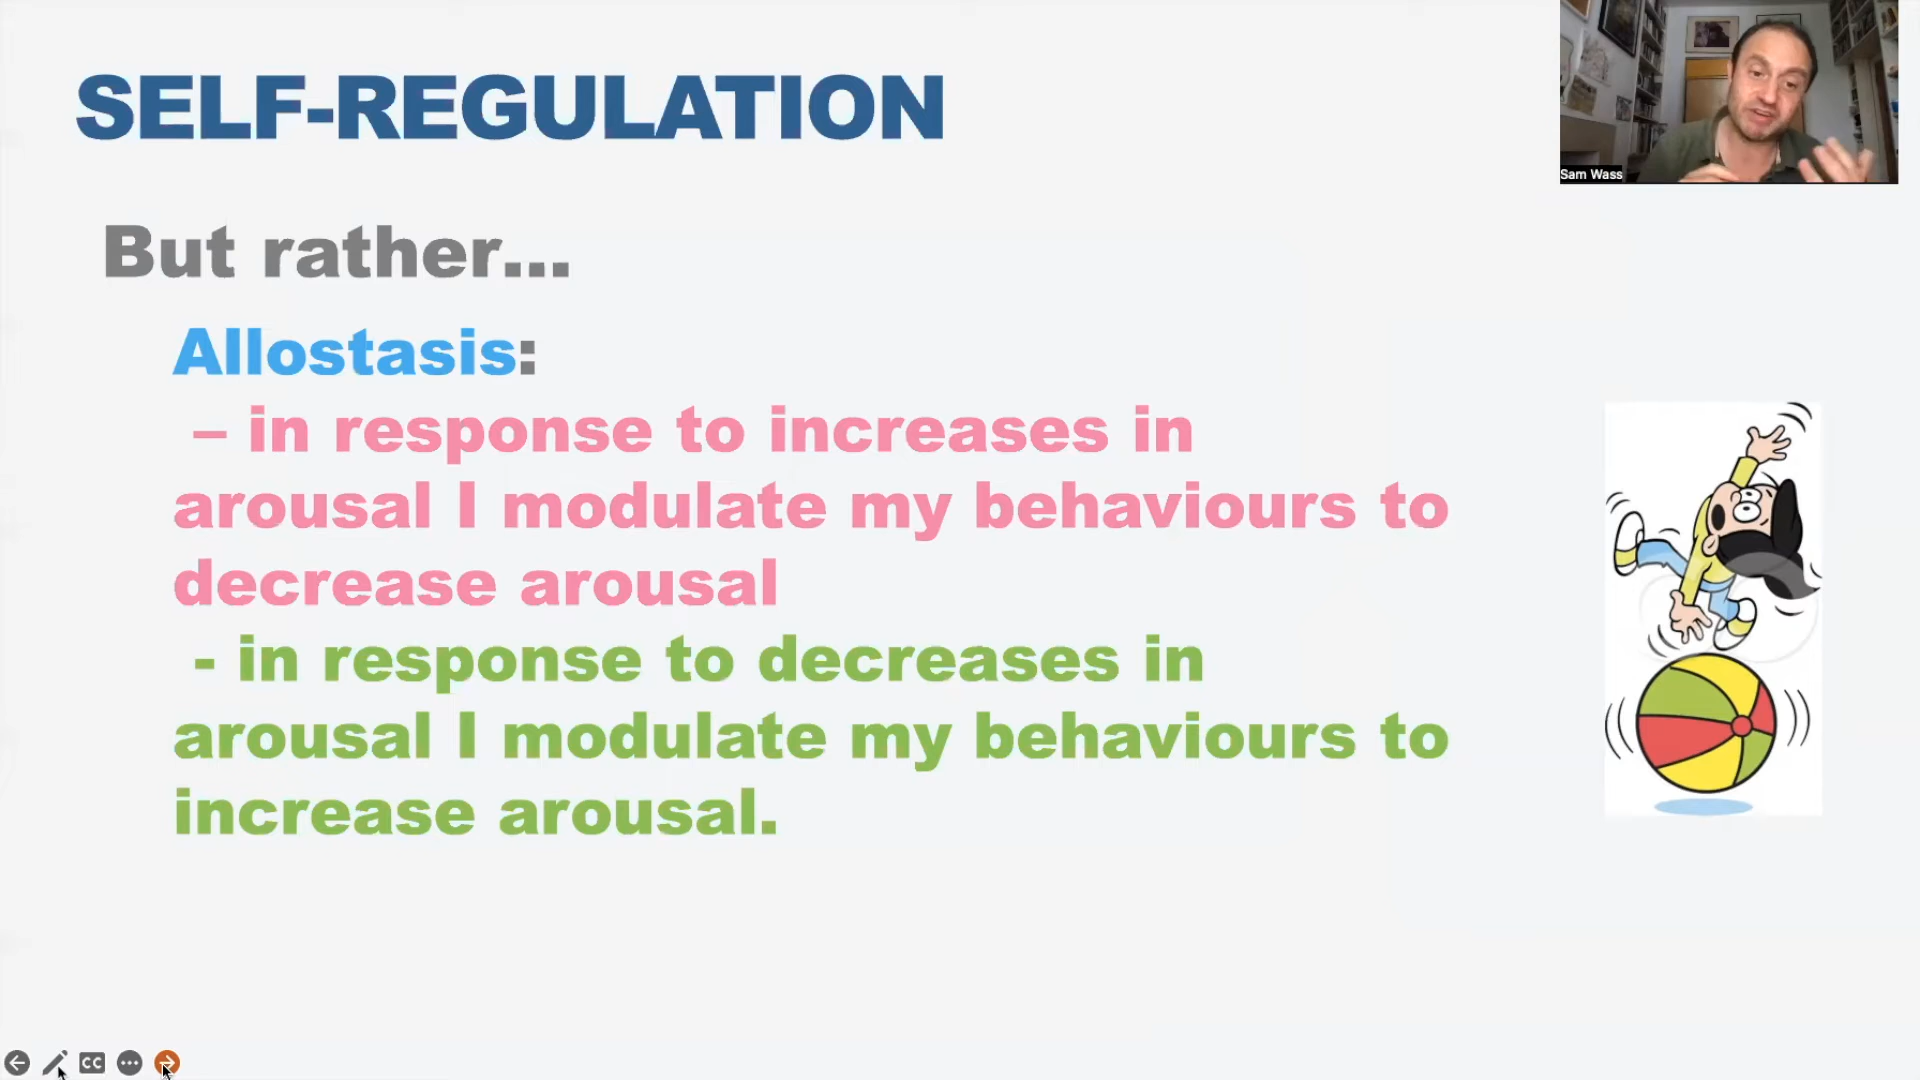 SELF-REGULATION
Sam Wass
But rather...
Allostasis:
– in response to increases in
arousal I modulate my behaviours to
decrease arousal
- in response to decreases in
arousal I modulate my behaviours to
increase arousal.
CC